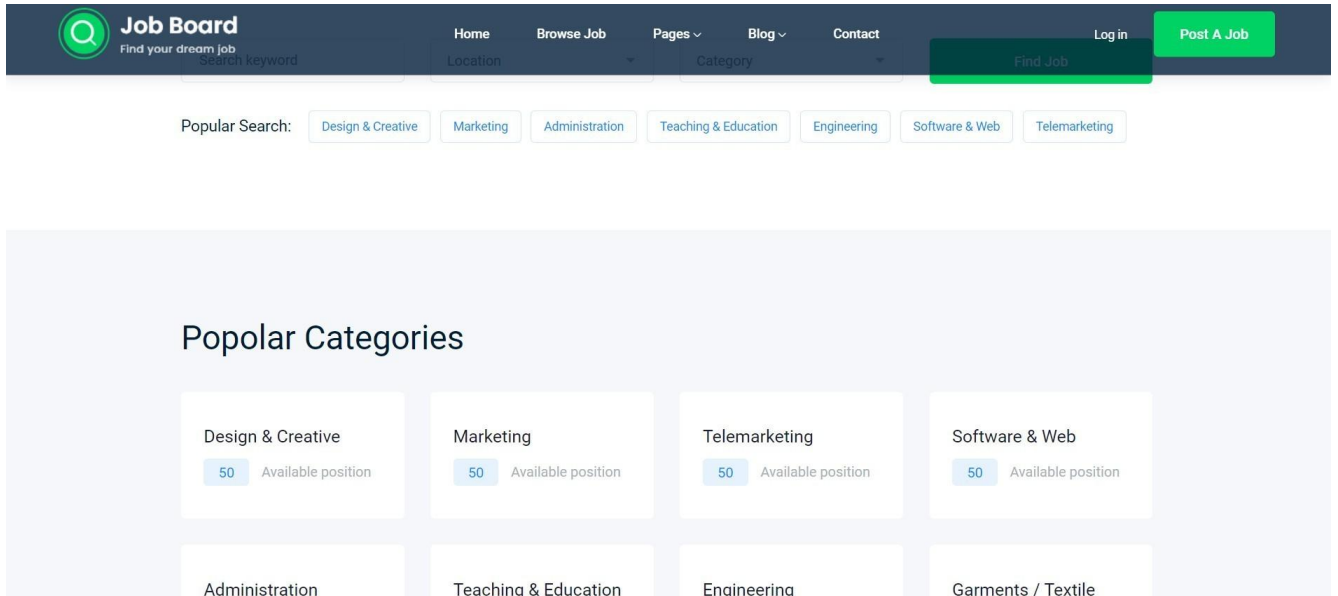 Job Board
Find your dream job
Home Browse Job Pages Blog Contact Log in Post A Job
Search keyword Location Category Find Job
Popular Search: Design & Creative Marketing Administration Teaching & Education Engineering Software & Web Telemarketing
Popolar Categories
Design & Creative Marketing Telemarketing Software & Web
50 Available position 50 Available position 50 Available position 50 Available position
Administration Teaching & Education Engineering Garments / Textile